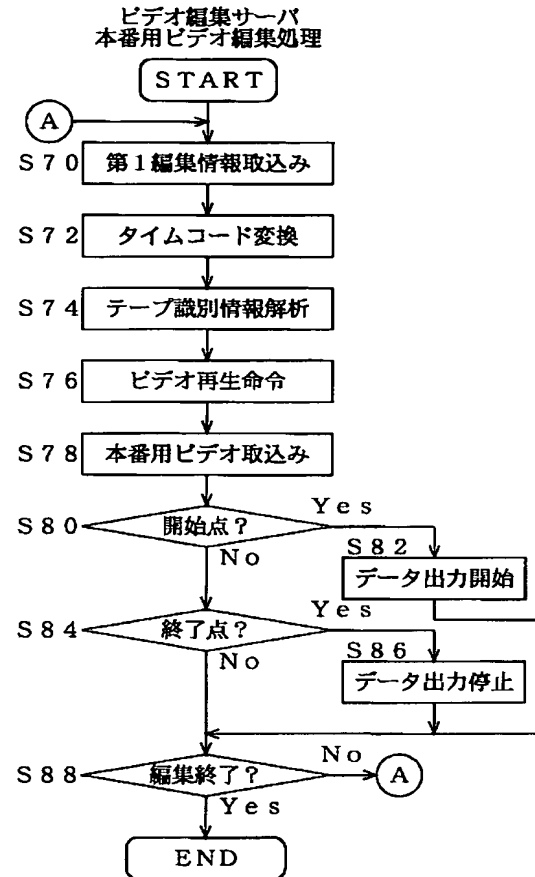 ビデオ編集サーバ
本番用ビデオ編集処理
START
A
S70 第1編集情報取込み
S72 タイムコード変換
S74 テープ識別情報解析
S76 ビデオ再生命令
S78 本番用ビデオ取込み
S80 開始点? Yes
No
S82
データ出力開始
S84 終了点? Yes
No
S86
データ出力停止
S88 編集終了? No A
Yes
END